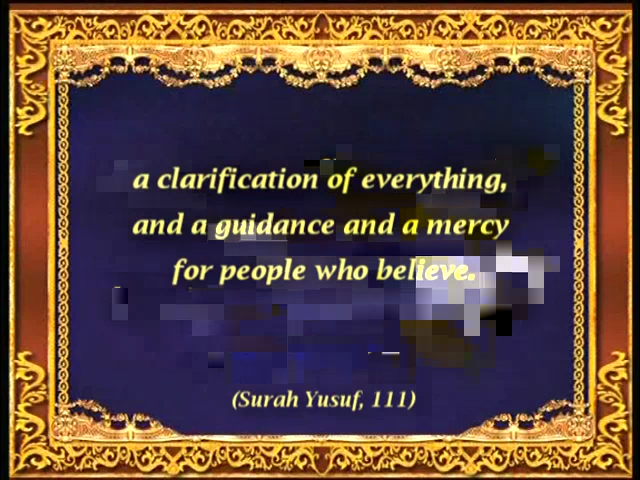 a clarification of everything,
and a guidance and a mercy
for people who believe.
(Surah Yusuf, 111)